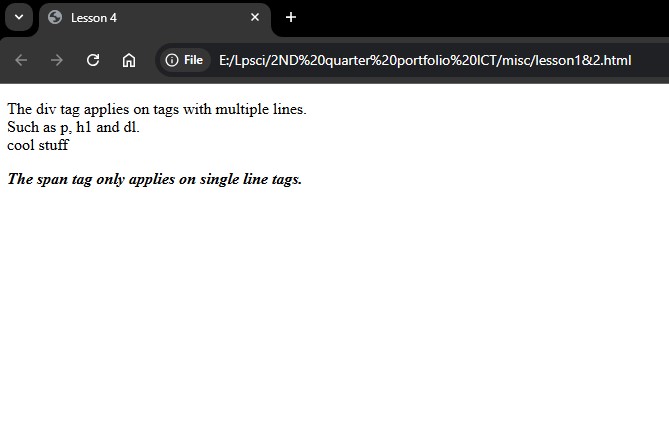 Lesson 4
File
E:/Lpsci/2ND%20quarter%20portfolio%20ICT/misc/lesson1&2.html
The div tag applies on tags with multiple lines.
Such as p, h1 and dl.
cool stuff
The span tag only applies on single line tags.